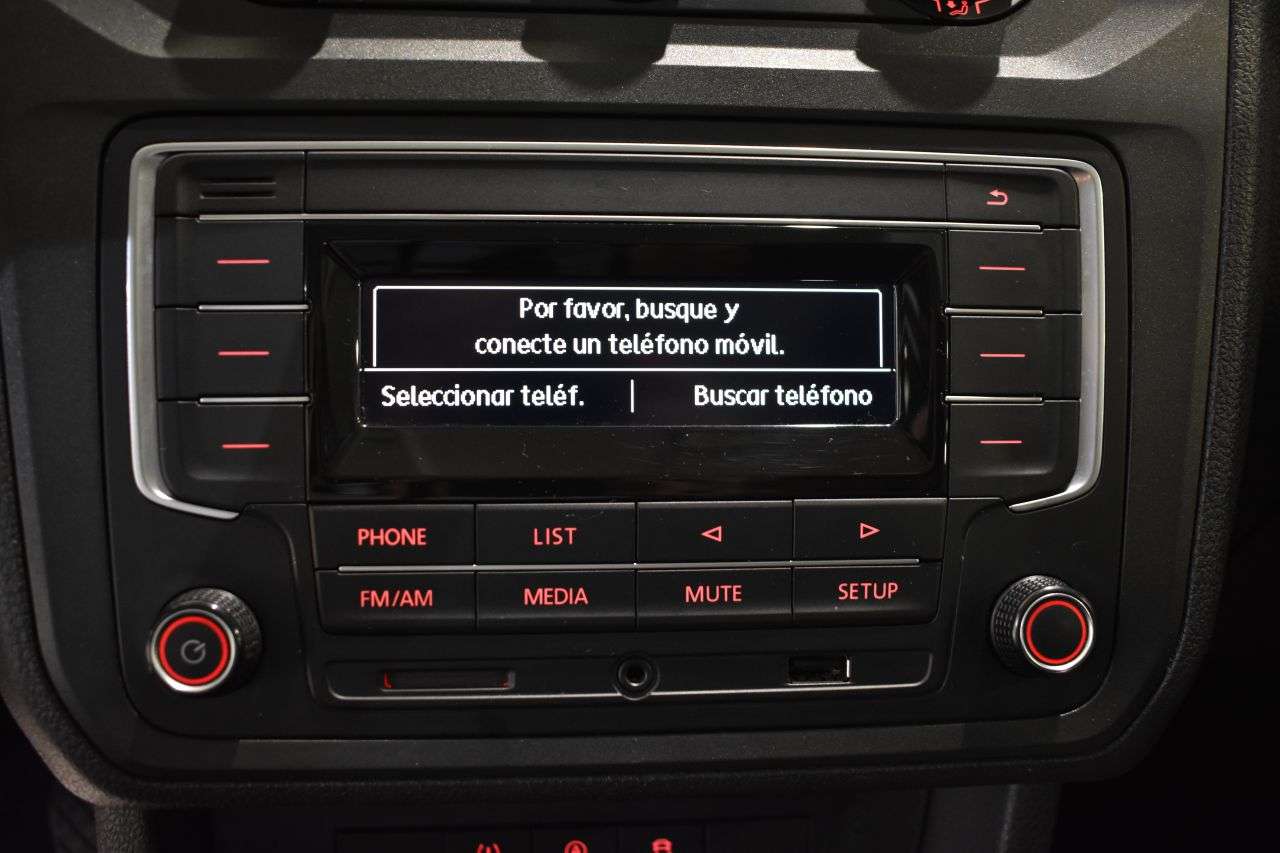 Por favor, busque y
conecte un teléfono móvil.
Seleccionar teléf. | Buscar teléfono
PHONE LIST
FM/AM MEDIA MUTE SETUP